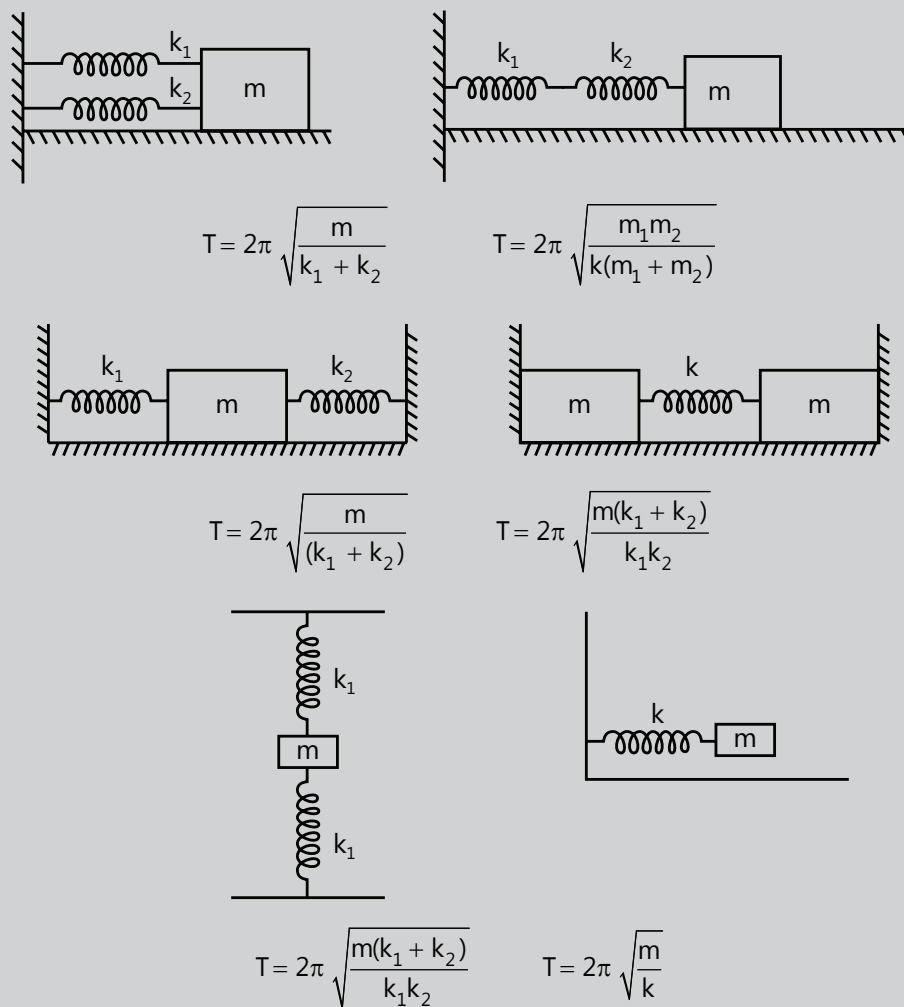 k₁ k₂ m
k₁ k₂ m
T = 2π √(m/(k₁ + k₂)) T = 2π √(m₁m₂/(k(m₁ + m₂)))
k₁ m k₂
m k m
T = 2π √(m/((k₁ + k₂))) T = 2π √(m(k₁ + k₂)/(k₁k₂))
k₁
m
k₁
k m
T = 2π √(m(k₁ + k₂)/(k₁k₂)) T = 2π √(m/k)